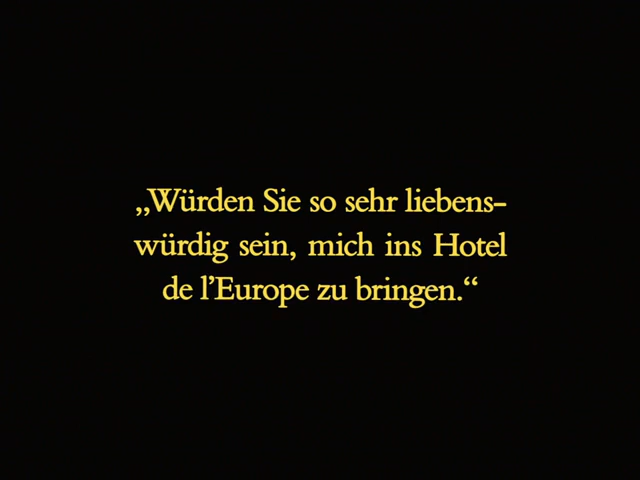 „Würden Sie so sehr liebens-
würdig sein, mich ins Hotel
de l’Europe zu bringen.“